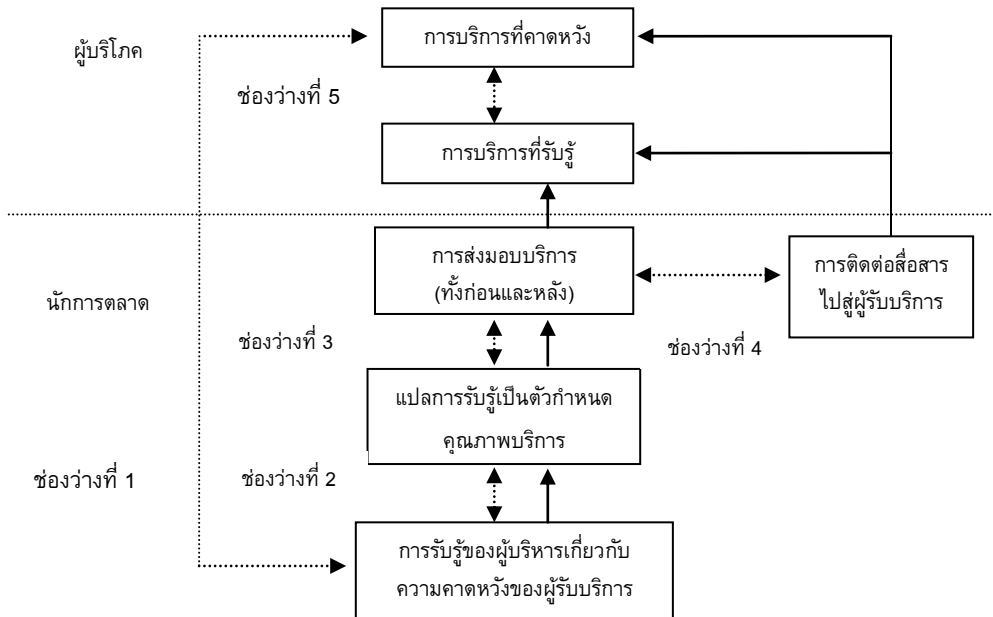 การบริการที่คาดหวัง
ผู้บริโภค
ช่องว่างที่ 5
การบริการที่รับรู้
การส่งมอบบริการ
(ทั้งก่อนและหลัง)
การติดต่อสื่อสาร
ไปสู่ผู้รับบริการ
นักการตลาด
ช่องว่างที่ 3
ช่องว่างที่ 4
แปลการรับรู้เป็นตัวกำหนด
คุณภาพบริการ
ช่องว่างที่ 1
ช่องว่างที่ 2
การรับรู้ของผู้บริหารเกี่ยวกับ
ความคาดหวังของผู้รับบริการ